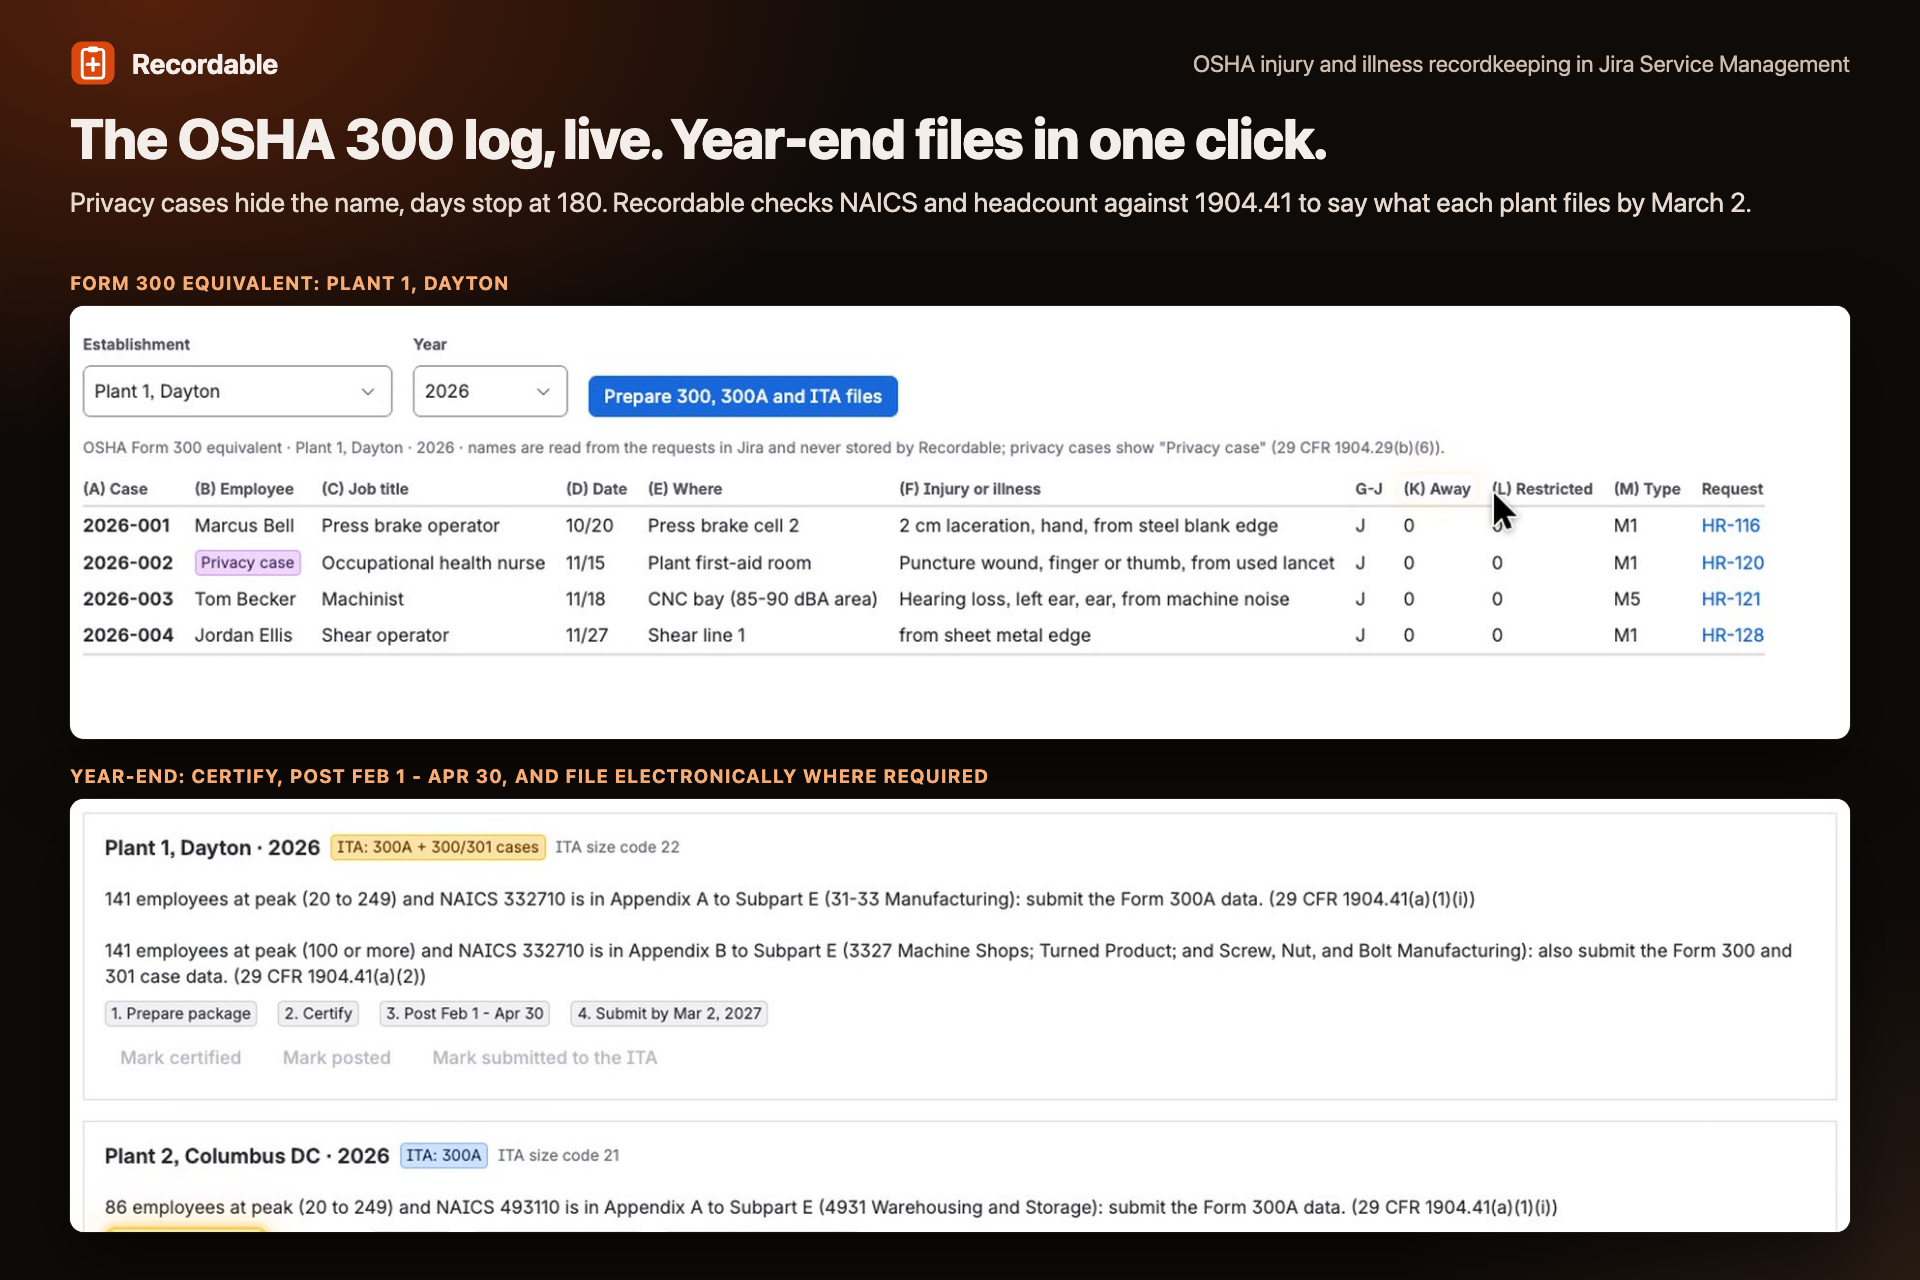 Recordable
OSHA injury and illness recordkeeping in Jira Service Management
The OSHA 300 log, live. Year-end files in one click.
Privacy cases hide the name, days stop at 180. Recordable checks NAICS and headcount against 1904.41 to say what each plant files by March 2.
FORM 300 EQUIVALENT: PLANT 1, DAYTON
Establishment Year
Plant 1, Dayton 2026 Prepare 300, 300A and ITA files
OSHA Form 300 equivalent · Plant 1, Dayton · 2026 · names are read from the requests in Jira and never stored by Recordable; privacy cases show "Privacy case" (29 CFR 1904.29(b)(6)).
(A) Case (B) Employee (C) Job title (D) Date (E) Where (F) Injury or illness G-J (K) Away (L) Restricted (M) Type Request
2026-001 Marcus Bell Press brake operator 10/20 Press brake cell 2 2 cm laceration, hand, from steel blank edge J 0 M1 HR-116
2026-002 Privacy case Occupational health nurse 11/15 Plant first-aid room Puncture wound, finger or thumb, from used lancet J 0 0 M1 HR-120
2026-003 Tom Becker Machinist 11/18 CNC bay (85-90 dBA area) Hearing loss, left ear, ear, from machine noise J 0 0 M5 HR-121
2026-004 Jordan Ellis Shear operator 11/27 Shear line 1 from sheet metal edge J 0 0 M1 HR-128
YEAR-END: CERTIFY, POST FEB 1 - APR 30, AND FILE ELECTRONICALLY WHERE REQUIRED
Plant 1, Dayton · 2026 ITA: 300A + 300/301 cases ITA size code 22
141 employees at peak (20 to 249) and NAICS 332710 is in Appendix A to Subpart E (31-33 Manufacturing): submit the Form 300A data. (29 CFR 1904.41(a)(1)(i))
141 employees at peak (100 or more) and NAICS 332710 is in Appendix B to Subpart E (3327 Machine Shops; Turned Product; and Screw, Nut, and Bolt Manufacturing): also submit the Form 300 and
301 case data. (29 CFR 1904.41(a)(2))
1. Prepare package 2. Certify 3. Post Feb 1 - Apr 30 4. Submit by Mar 2, 2027
Mark certified Mark posted Mark submitted to the ITA
Plant 2, Columbus DC · 2026 ITA: 300A ITA size code 21
86 employees at peak (20 to 249) and NAICS 493110 is in Appendix A to Subpart E (4931 Warehousing and Storage): submit the Form 300A data. (29 CFR 1904.41(a)(1)(i))